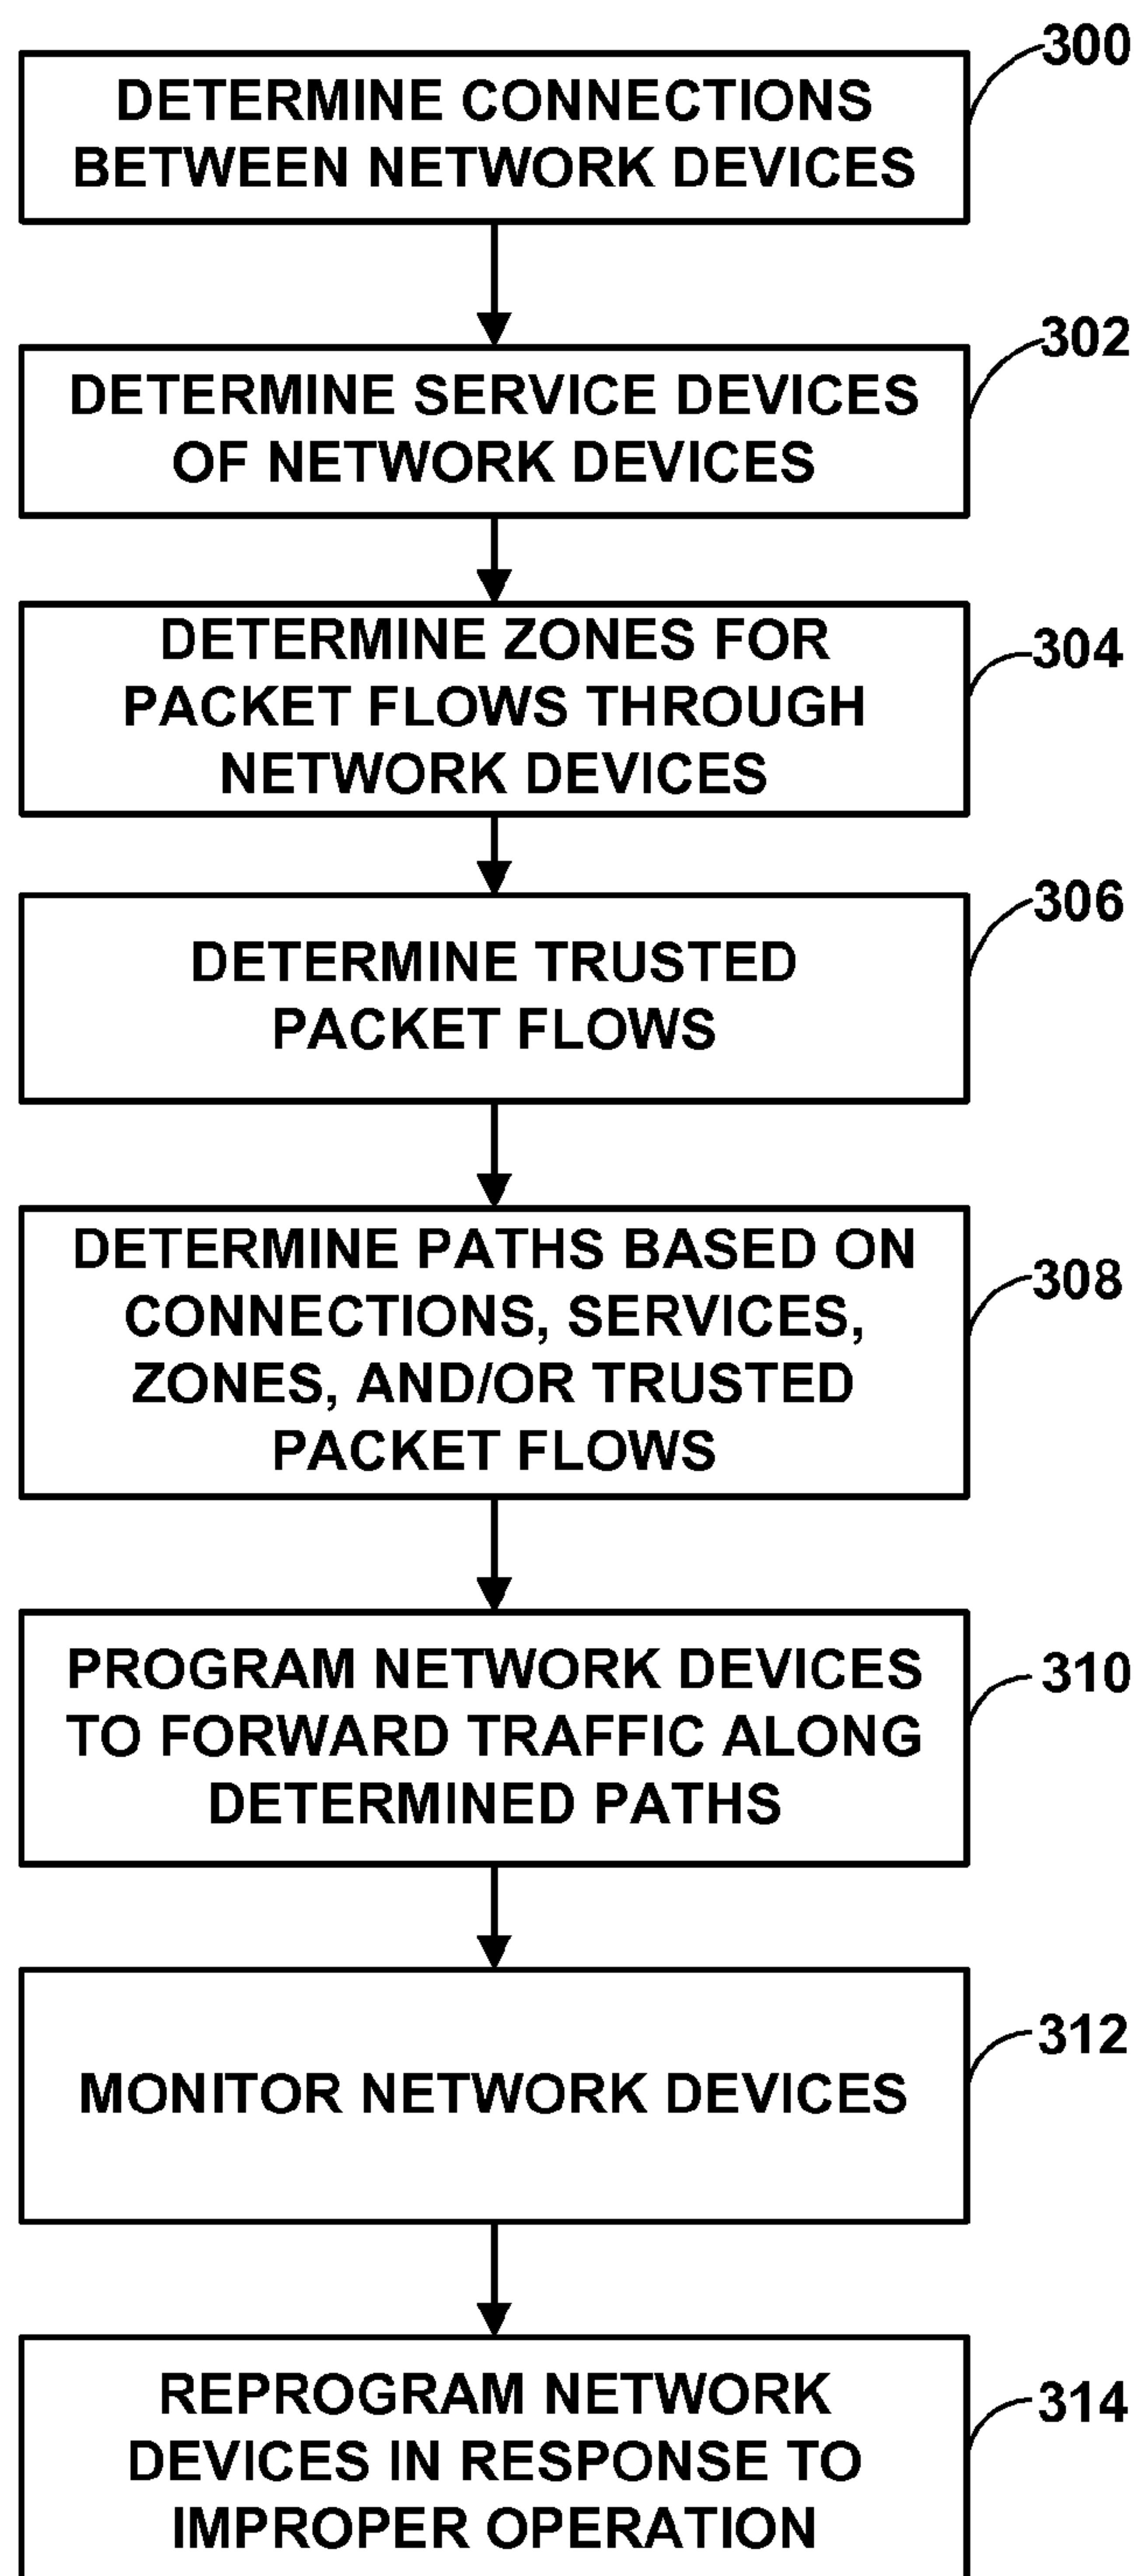 300
DETERMINE CONNECTIONS
BETWEEN NETWORK DEVICES
302
DETERMINE SERVICE DEVICES
OF NETWORK DEVICES
304
DETERMINE ZONES FOR
PACKET FLOWS THROUGH
NETWORK DEVICES
306
DETERMINE TRUSTED
PACKET FLOWS
308
DETERMINE PATHS BASED ON
CONNECTIONS, SERVICES,
ZONES, AND/OR TRUSTED
PACKET FLOWS
310
PROGRAM NETWORK DEVICES
TO FORWARD TRAFFIC ALONG
DETERMINED PATHS
312
MONITOR NETWORK DEVICES
314
REPROGRAM NETWORK
DEVICES IN RESPONSE TO
IMPROPER OPERATION